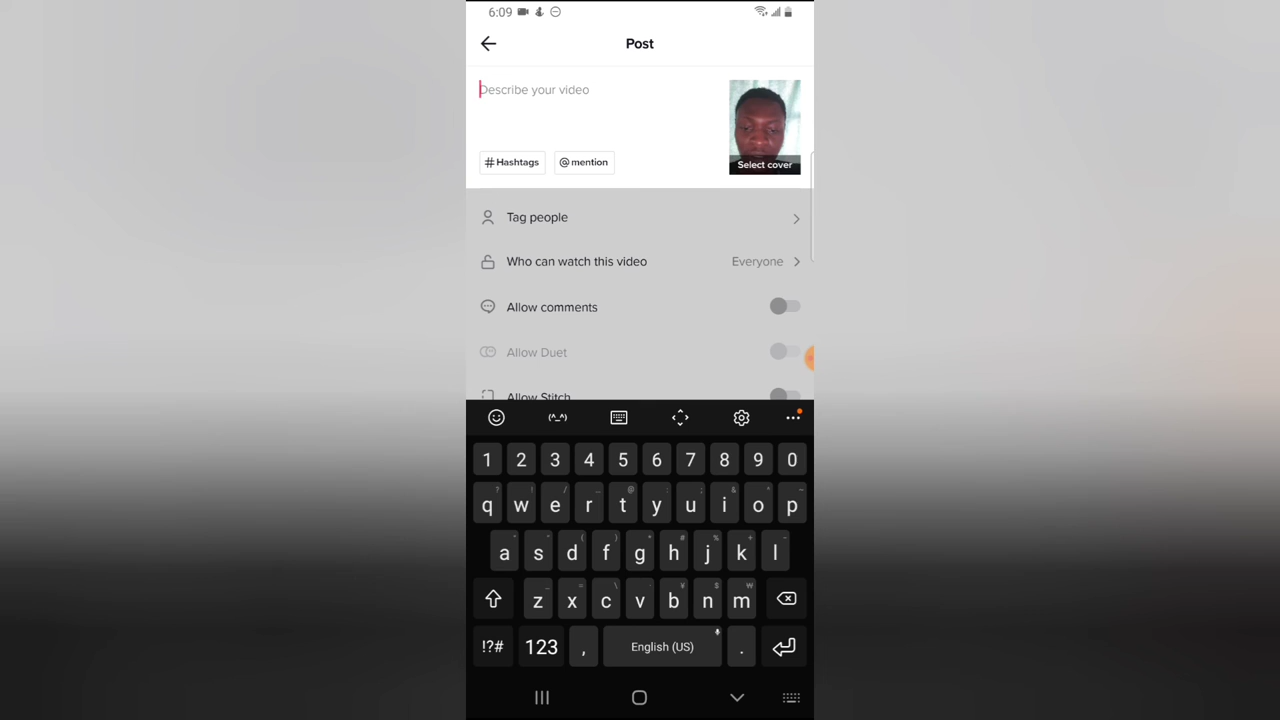 6:09
Post
Describe your video
# Hashtags @ mention
Select cover
Tag people
Who can watch this video Everyone
Allow comments
Allow Duet
Allow Stitch
(^_^)
1 2 3 4 5 6 7 8 9 0
q w e r t y u i o p
a s d f g h j k l
z x c v b n m
!?# 123 , English (US) .